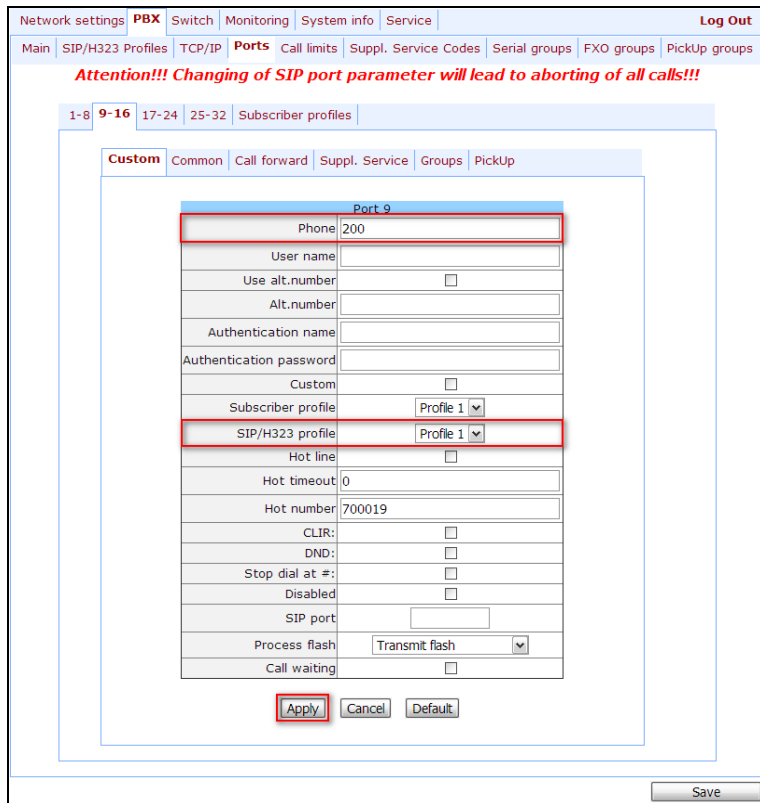 Network settings PBX Switch Monitoring System info Service Log Out
Main SIP/H323 Profiles TCP/IP Ports Call limits Suppl. Service Codes Serial groups FXO groups PickUp groups
Attention!!! Changing of SIP port parameter will lead to aborting of all calls!!!
1-8 9-16 17-24 25-32 Subscriber profiles
Custom Common Call forward Suppl. Service Groups PickUp
Port 9
Phone 200
User name
Use alt.number
Alt.number
Authentication name
Authentication password
Custom
Subscriber profile Profile 1
SIP/H323 profile Profile 1
Hot line
Hot timeout 0
Hot number 700019
CLIR:
DND:
Stop dial at #:
Disabled
SIP port
Process flash Transmit flash
Call waiting
Apply Cancel Default
Save